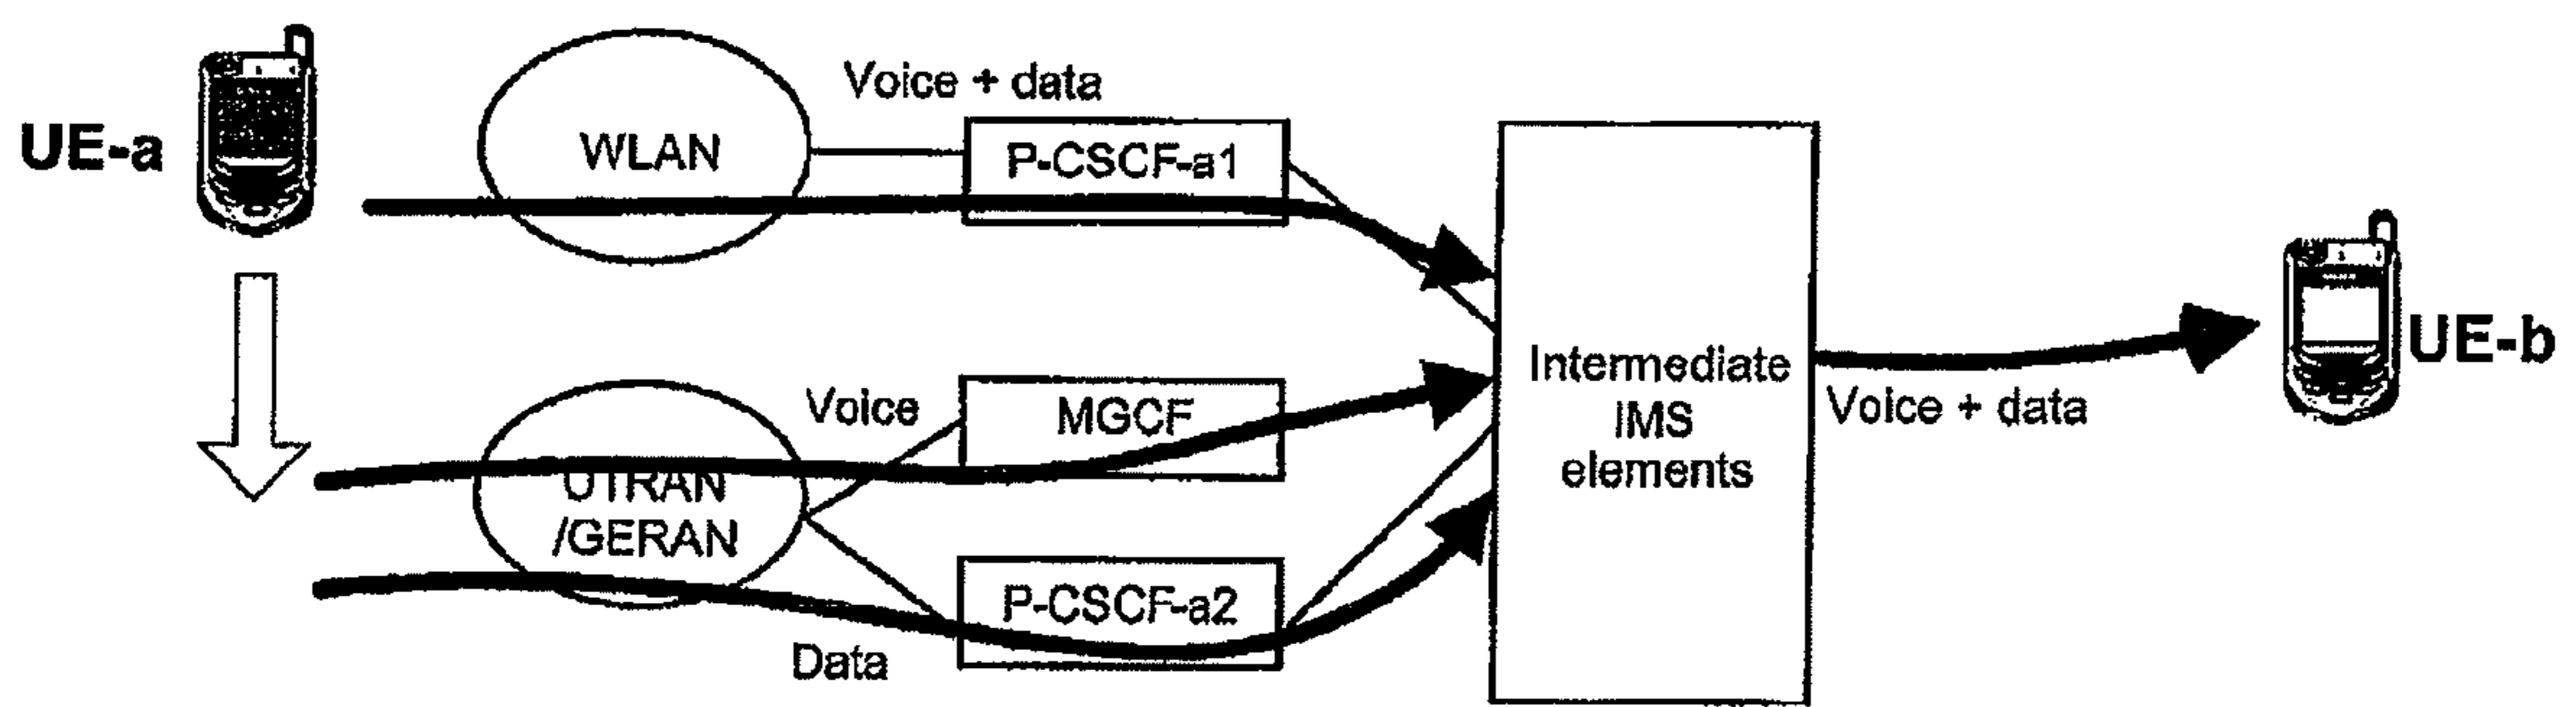 UE-a
WLAN
Voice + data
P-CSCF-a1
Voice
MGCF
UTRAN
/GERAN
Data
P-CSCF-a2
Intermediate
IMS
elements
Voice + data
UE-b